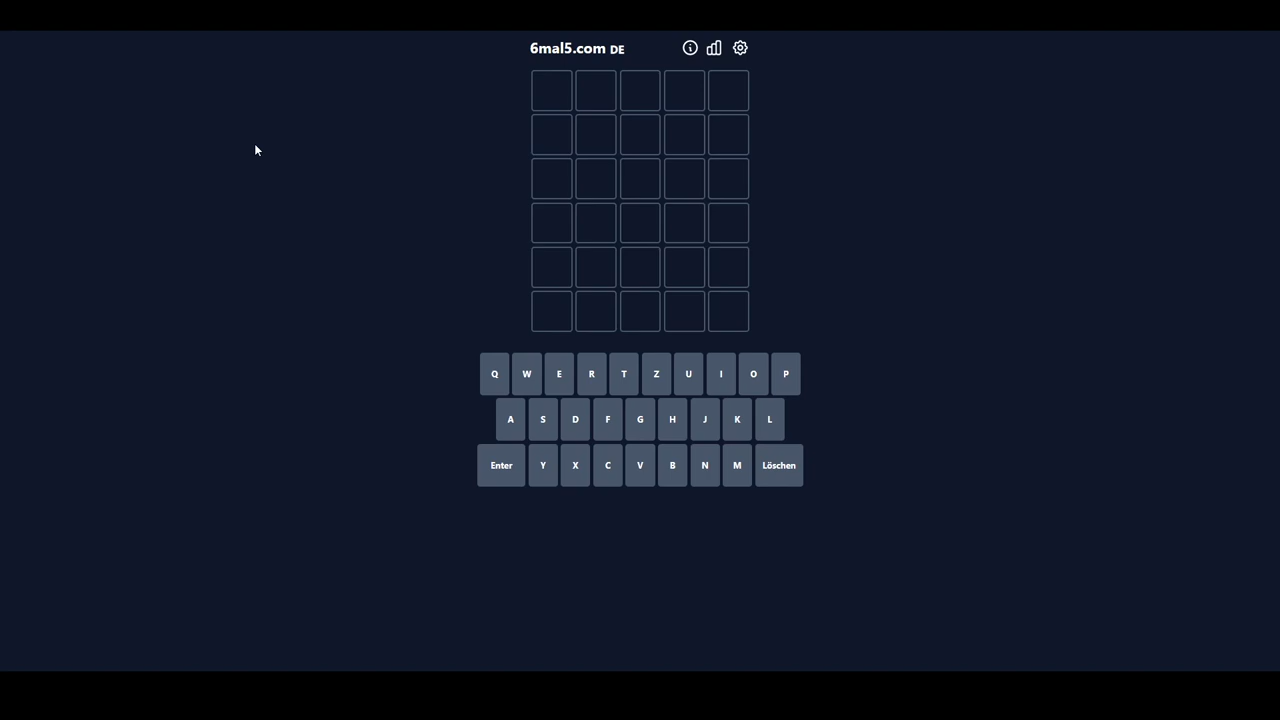 6mal5.com DE
Q W E R T Z U I O P
A S D F G H J K L
Enter Y X C V B N M Löschen